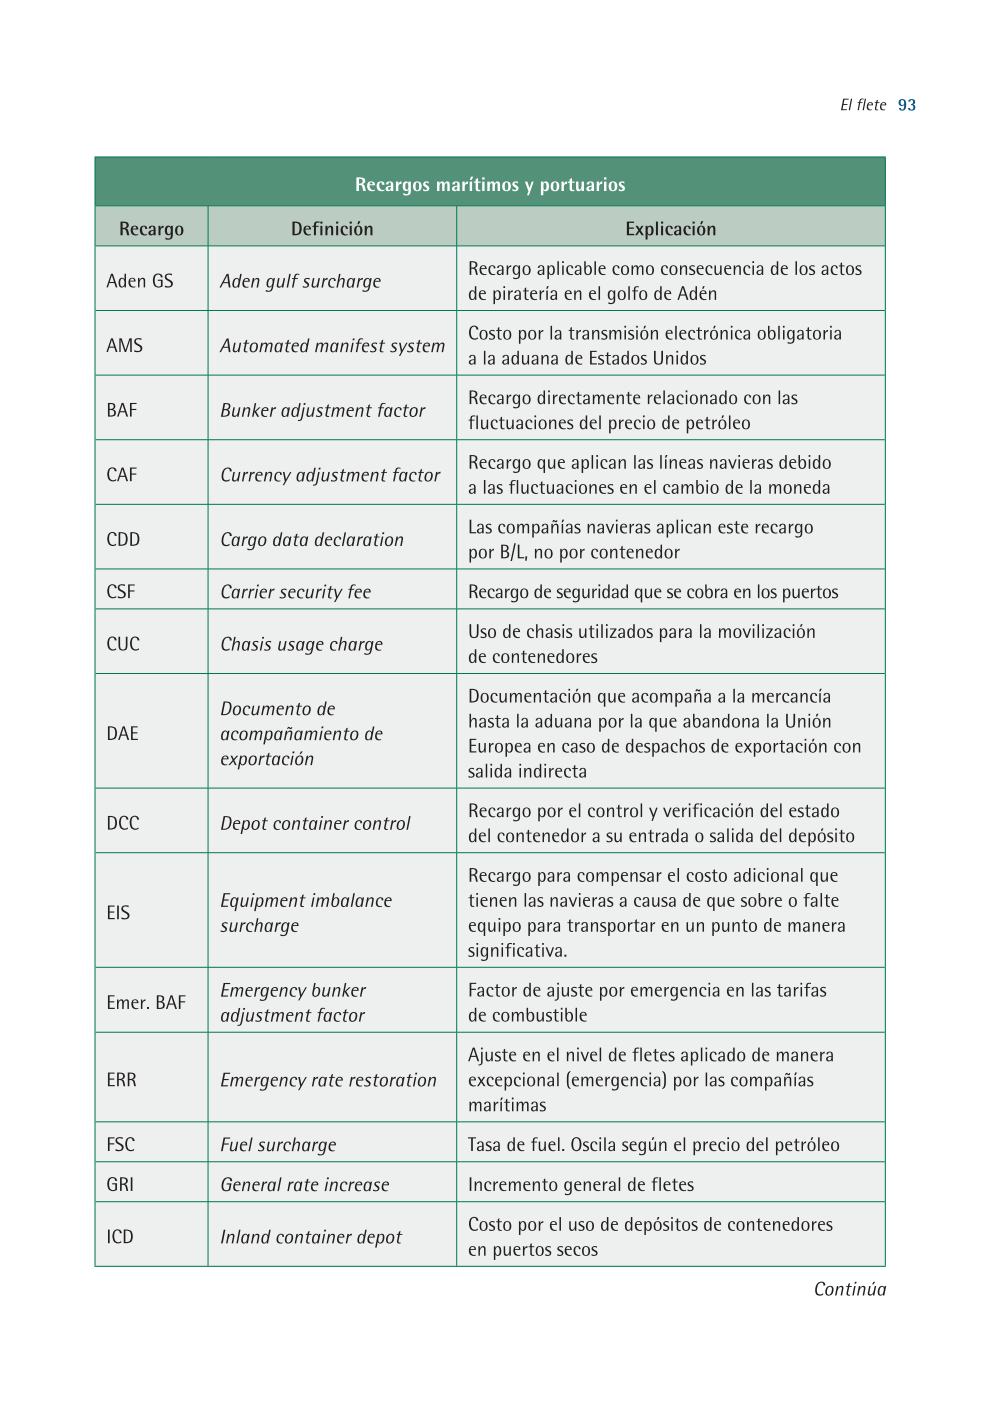 El flete 93
Recargos marítimos y portuarios
Recargo Definición Explicación
Aden GS Aden gulf surcharge Recargo aplicable como consecuencia de los actos
de piratería en el golfo de Adén
AMS Automated manifest system Costo por la transmisión electrónica obligatoria
a la aduana de Estados Unidos
BAF Bunker adjustment factor Recargo directamente relacionado con las
fluctuaciones del precio de petróleo
CAF Currency adjustment factor Recargo que aplican las líneas navieras debido
a las fluctuaciones en el cambio de la moneda
CDD Cargo data declaration Las compañías navieras aplican este recargo
por B/L, no por contenedor
CSF Carrier security fee Recargo de seguridad que se cobra en los puertos
CUC Chasis usage charge Uso de chasis utilizados para la movilización
de contenedores
DAE
Documento de
acompañamiento de
exportación
Documentación que acompaña a la mercancía
hasta la aduana por la que abandona la Unión
Europea en caso de despachos de exportación con
salida indirecta
DCC Depot container control Recargo por el control y verificación del estado
del contenedor a su entrada o salida del depósito
EIS
Equipment imbalance
surcharge
Recargo para compensar el costo adicional que
tienen las navieras a causa de que sobre o falte
equipo para transportar en un punto de manera
significativa.
Emer. BAF
Emergency bunker
adjustment factor
Factor de ajuste por emergencia en las tarifas
de combustible
ERR Emergency rate restoration
Ajuste en el nivel de fletes aplicado de manera
excepcional (emergencia) por las compañías
marítimas
FSC Fuel surcharge Tasa de fuel. Oscila según el precio del petróleo
GRI General rate increase Incremento general de fletes
ICD Inland container depot Costo por el uso de depósitos de contenedores
en puertos secos
Continúa